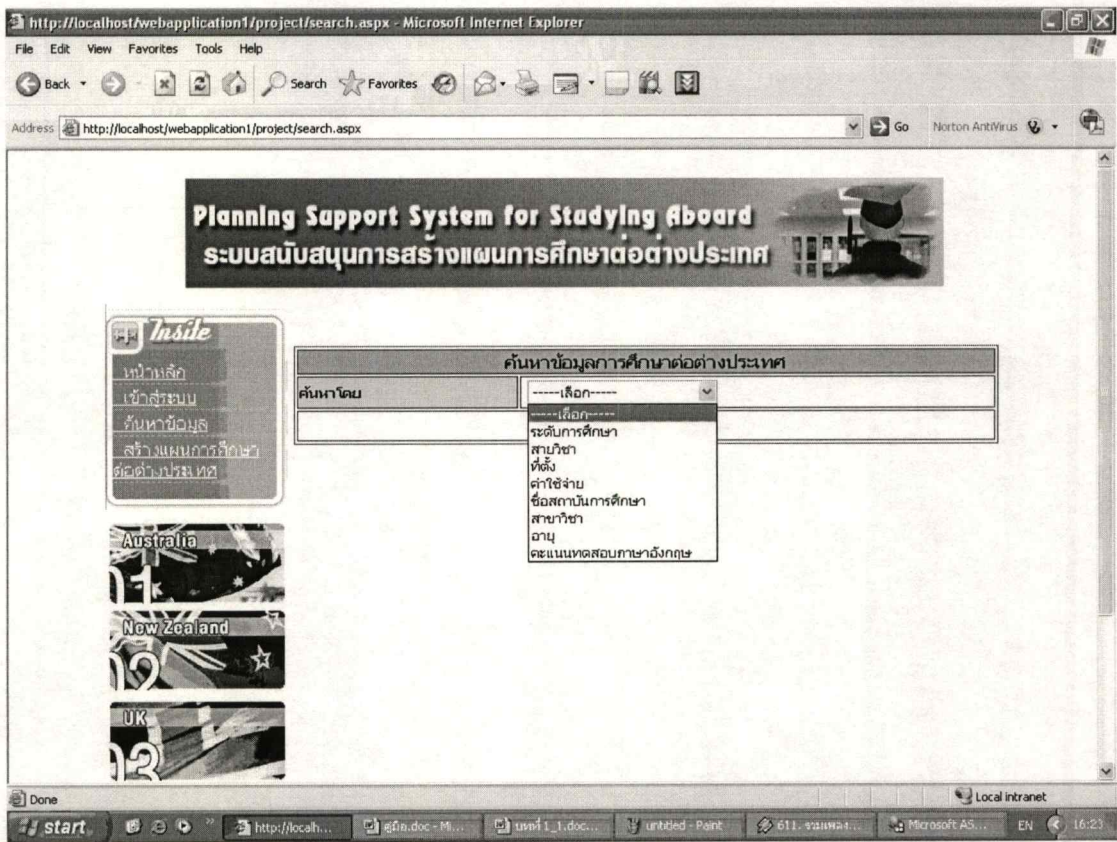 http://localhost/webapplication1/project/search.aspx - Microsoft Internet Explorer
File Edit View Favorites Tools Help
Back Search Favorites
Address http://localhost/webapplication1/project/search.aspx Go Norton AntiVirus
Planning Support System for Studying Aboard
ระบบสนับสนุนการสร้างแผนการศึกษาต่อต่างประเทศ
Insite
หน้าหลัก
เข้าสู่ระบบ
ค้นหาข้อมูล
สร้างแผนการศึกษา
ต่อต่างประเทศ
ค้นหาข้อมูลการศึกษาต่อต่างประเทศ
ค้นหาโดย -----เลือก-----
-----เลือก-----
ระดับการศึกษา
สายวิชา
ที่ตั้ง
ค่าใช้จ่าย
ชื่อสถาบันการศึกษา
สาขาวิชา
อายุ
คะแนนทดสอบภาษาอังกฤษ
Australia
01
New Zealand
02
UK
03
Done Local intranet
start http://localh... คู่มือ.doc - Mi... บทที่ 1_1.doc... untitled - Paint Microsoft AS... EN 16:23